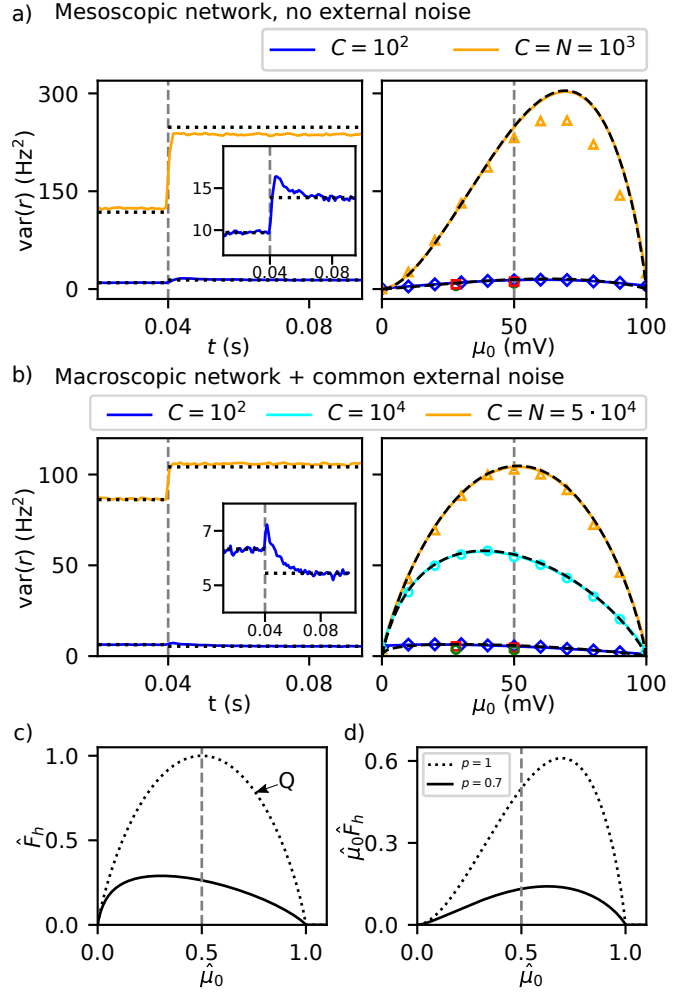 a) Mesoscopic network, no external noise
C = 10² C = N = 10³
var(r) (Hz²)
300
150
0
15
10
0.04 0.08
0.04 0.08
t (s)
0 50 100
μ₀ (mV)
b) Macroscopic network + common external noise
C = 10² C = 10⁴ C = N = 5 · 10⁴
var(r) (Hz²)
100
50
0
7
5
0.04 0.08
0.04 0.08
t (s)
0 50 100
μ₀ (mV)
c)
F̂ₕ
1.0
0.5
0.0
Q
0.0 0.5 1.0
μ̂₀
d)
μ̂₀F̂ₕ
0.6
0.3
0.0
p = 1
p = 0.7
0.0 0.5 1.0
μ̂₀